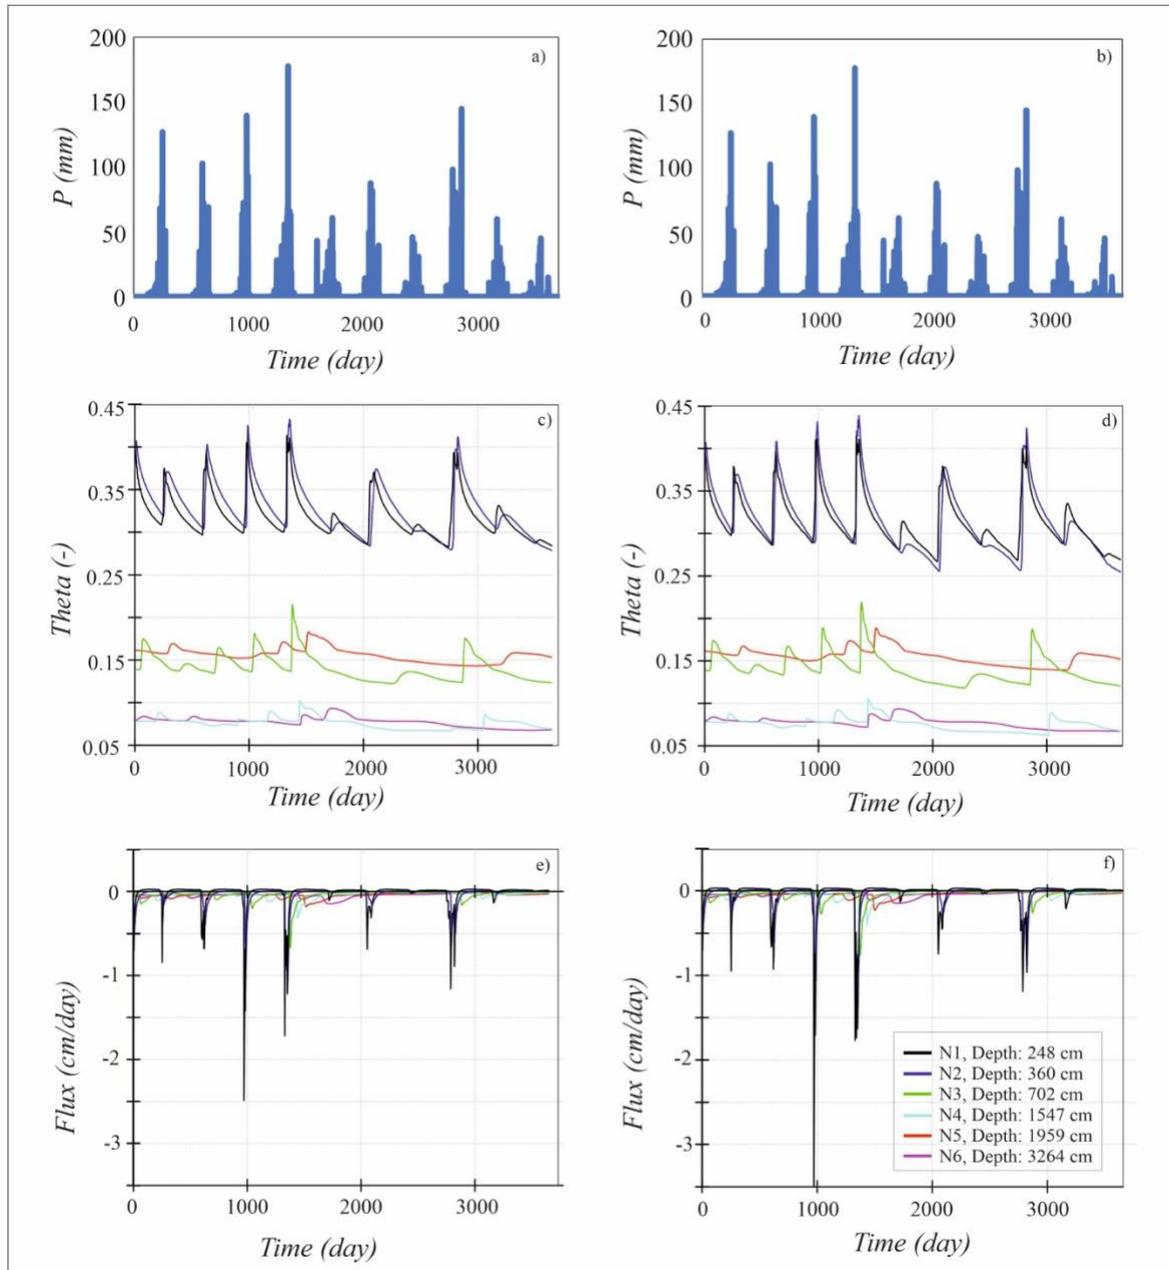 a)
200
150
100
50
0
P (mm)
0 1000 2000 3000
Time (day)
b)
200
150
100
50
0
P (mm)
0 1000 2000 3000
Time (day)
c)
0.45
0.35
0.25
0.15
0.05
Theta (-)
0 1000 2000 3000
Time (day)
d)
0.45
0.35
0.25
0.15
0.05
Theta (-)
0 1000 2000 3000
Time (day)
e)
0
-1
-2
-3
Flux (cm/day)
0 1000 2000 3000
Time (day)
f)
0
-1
-2
-3
Flux (cm/day)
N1, Depth: 248 cm
N2, Depth: 360 cm
N3, Depth: 702 cm
N4, Depth: 1547 cm
N5, Depth: 1959 cm
N6, Depth: 3264 cm
0 1000 2000 3000
Time (day)